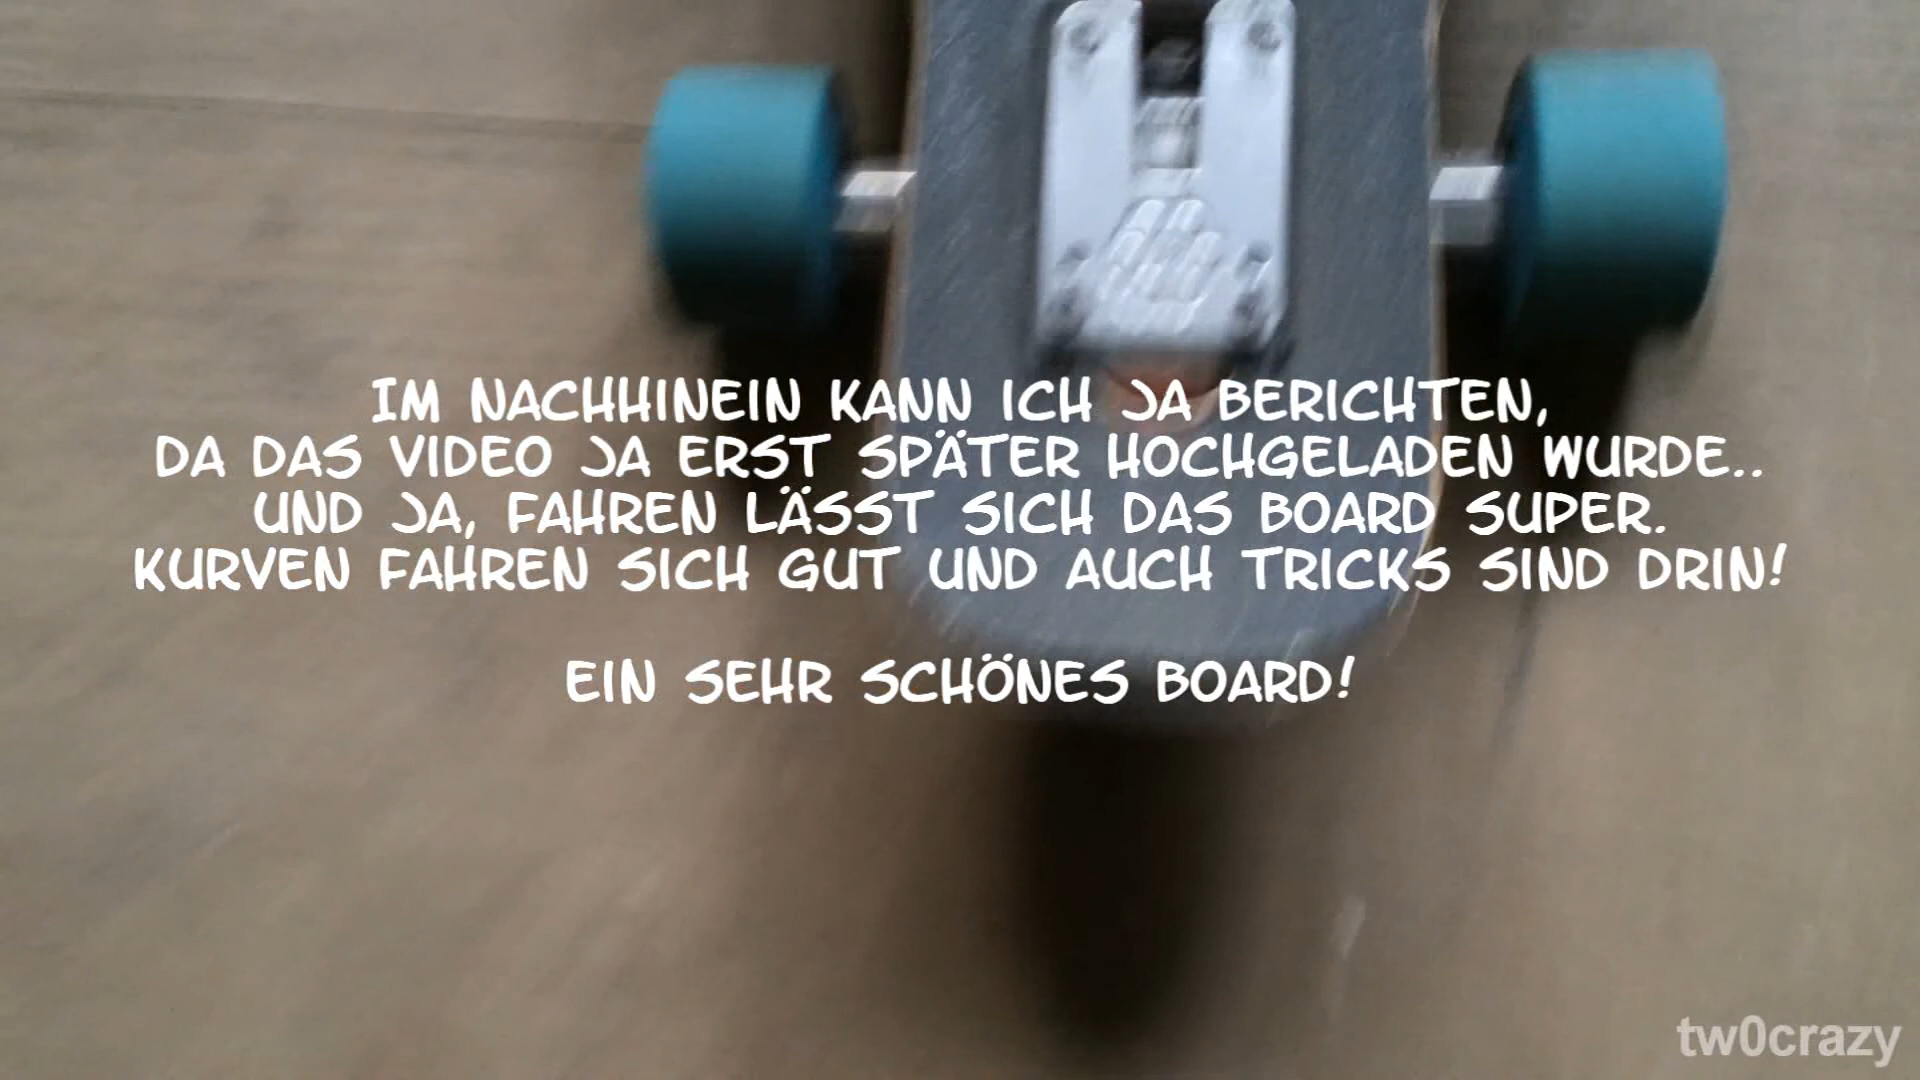 IM NACHHINEIN KANN ICH JA BERICHTEN,
DA DAS VIDEO JA ERST SPÄTER HOCHGELADEN WURDE..
UND JA, FAHREN LÄSST SICH DAS BOARD SUPER.
KURVEN FAHREN SICH GUT UND AUCH TRICKS SIND DRIN!
EIN SEHR SCHÖNES BOARD!
tw0crazy